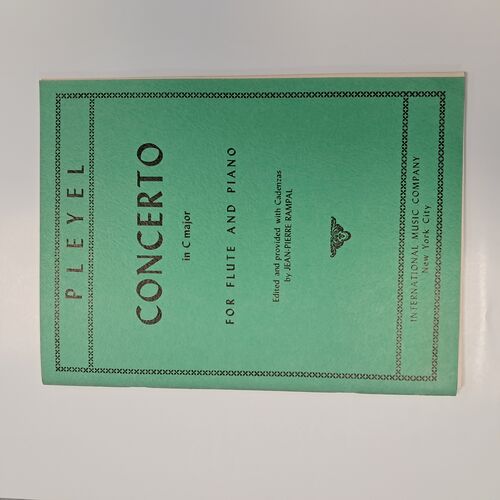 PLEYEL
CONCERTO
in C major
FOR FLUTE AND PIANO
Edited and provided with Cadenzas
by JEAN-PIERRE RAMPAL
INTERNATIONAL MUSIC COMPANY
New York City